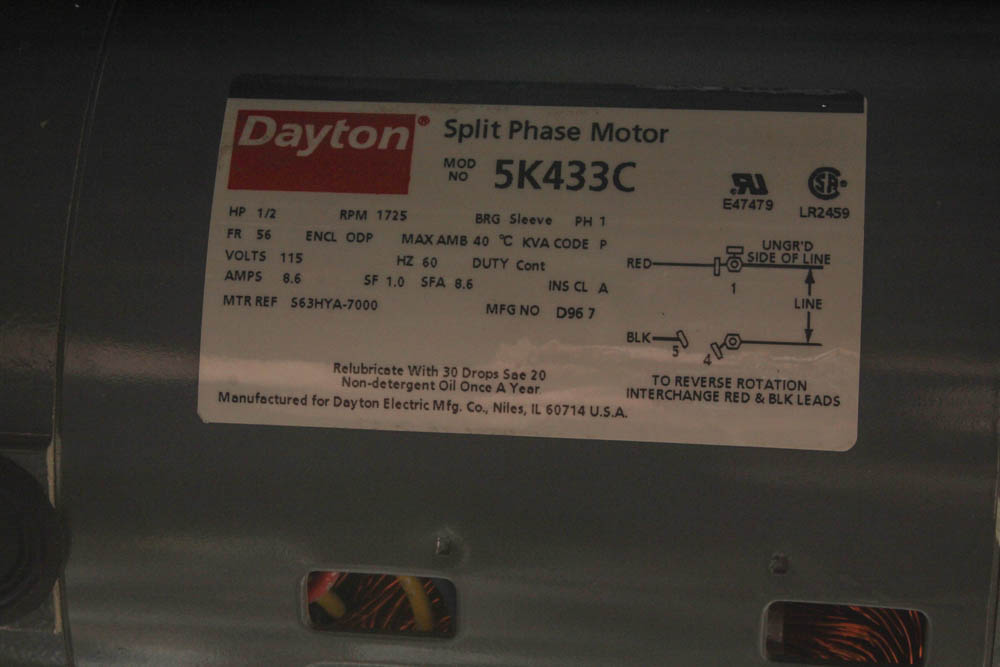 Dayton® Split Phase Motor
MOD NO 5K433C
E47479 LR2459
HP 1/2 RPM 1725 BRG Sleeve PH 1
FR 56 ENCL ODP MAX AMB 40 °C KVA CODE P
VOLTS 115 HZ 60 DUTY Cont
AMPS 8.6 SF 1.0 SFA 8.6 INS CL A
MTR REF S63HYA-7000 MFG NO D96 7
UNGR'D
SIDE OF LINE
RED
1
LINE
BLK
5 4
TO REVERSE ROTATION
INTERCHANGE RED & BLK LEADS
Relubricate With 30 Drops Sae 20
Non-detergent Oil Once A Year
Manufactured for Dayton Electric Mfg. Co., Niles, IL 60714 U.S.A.